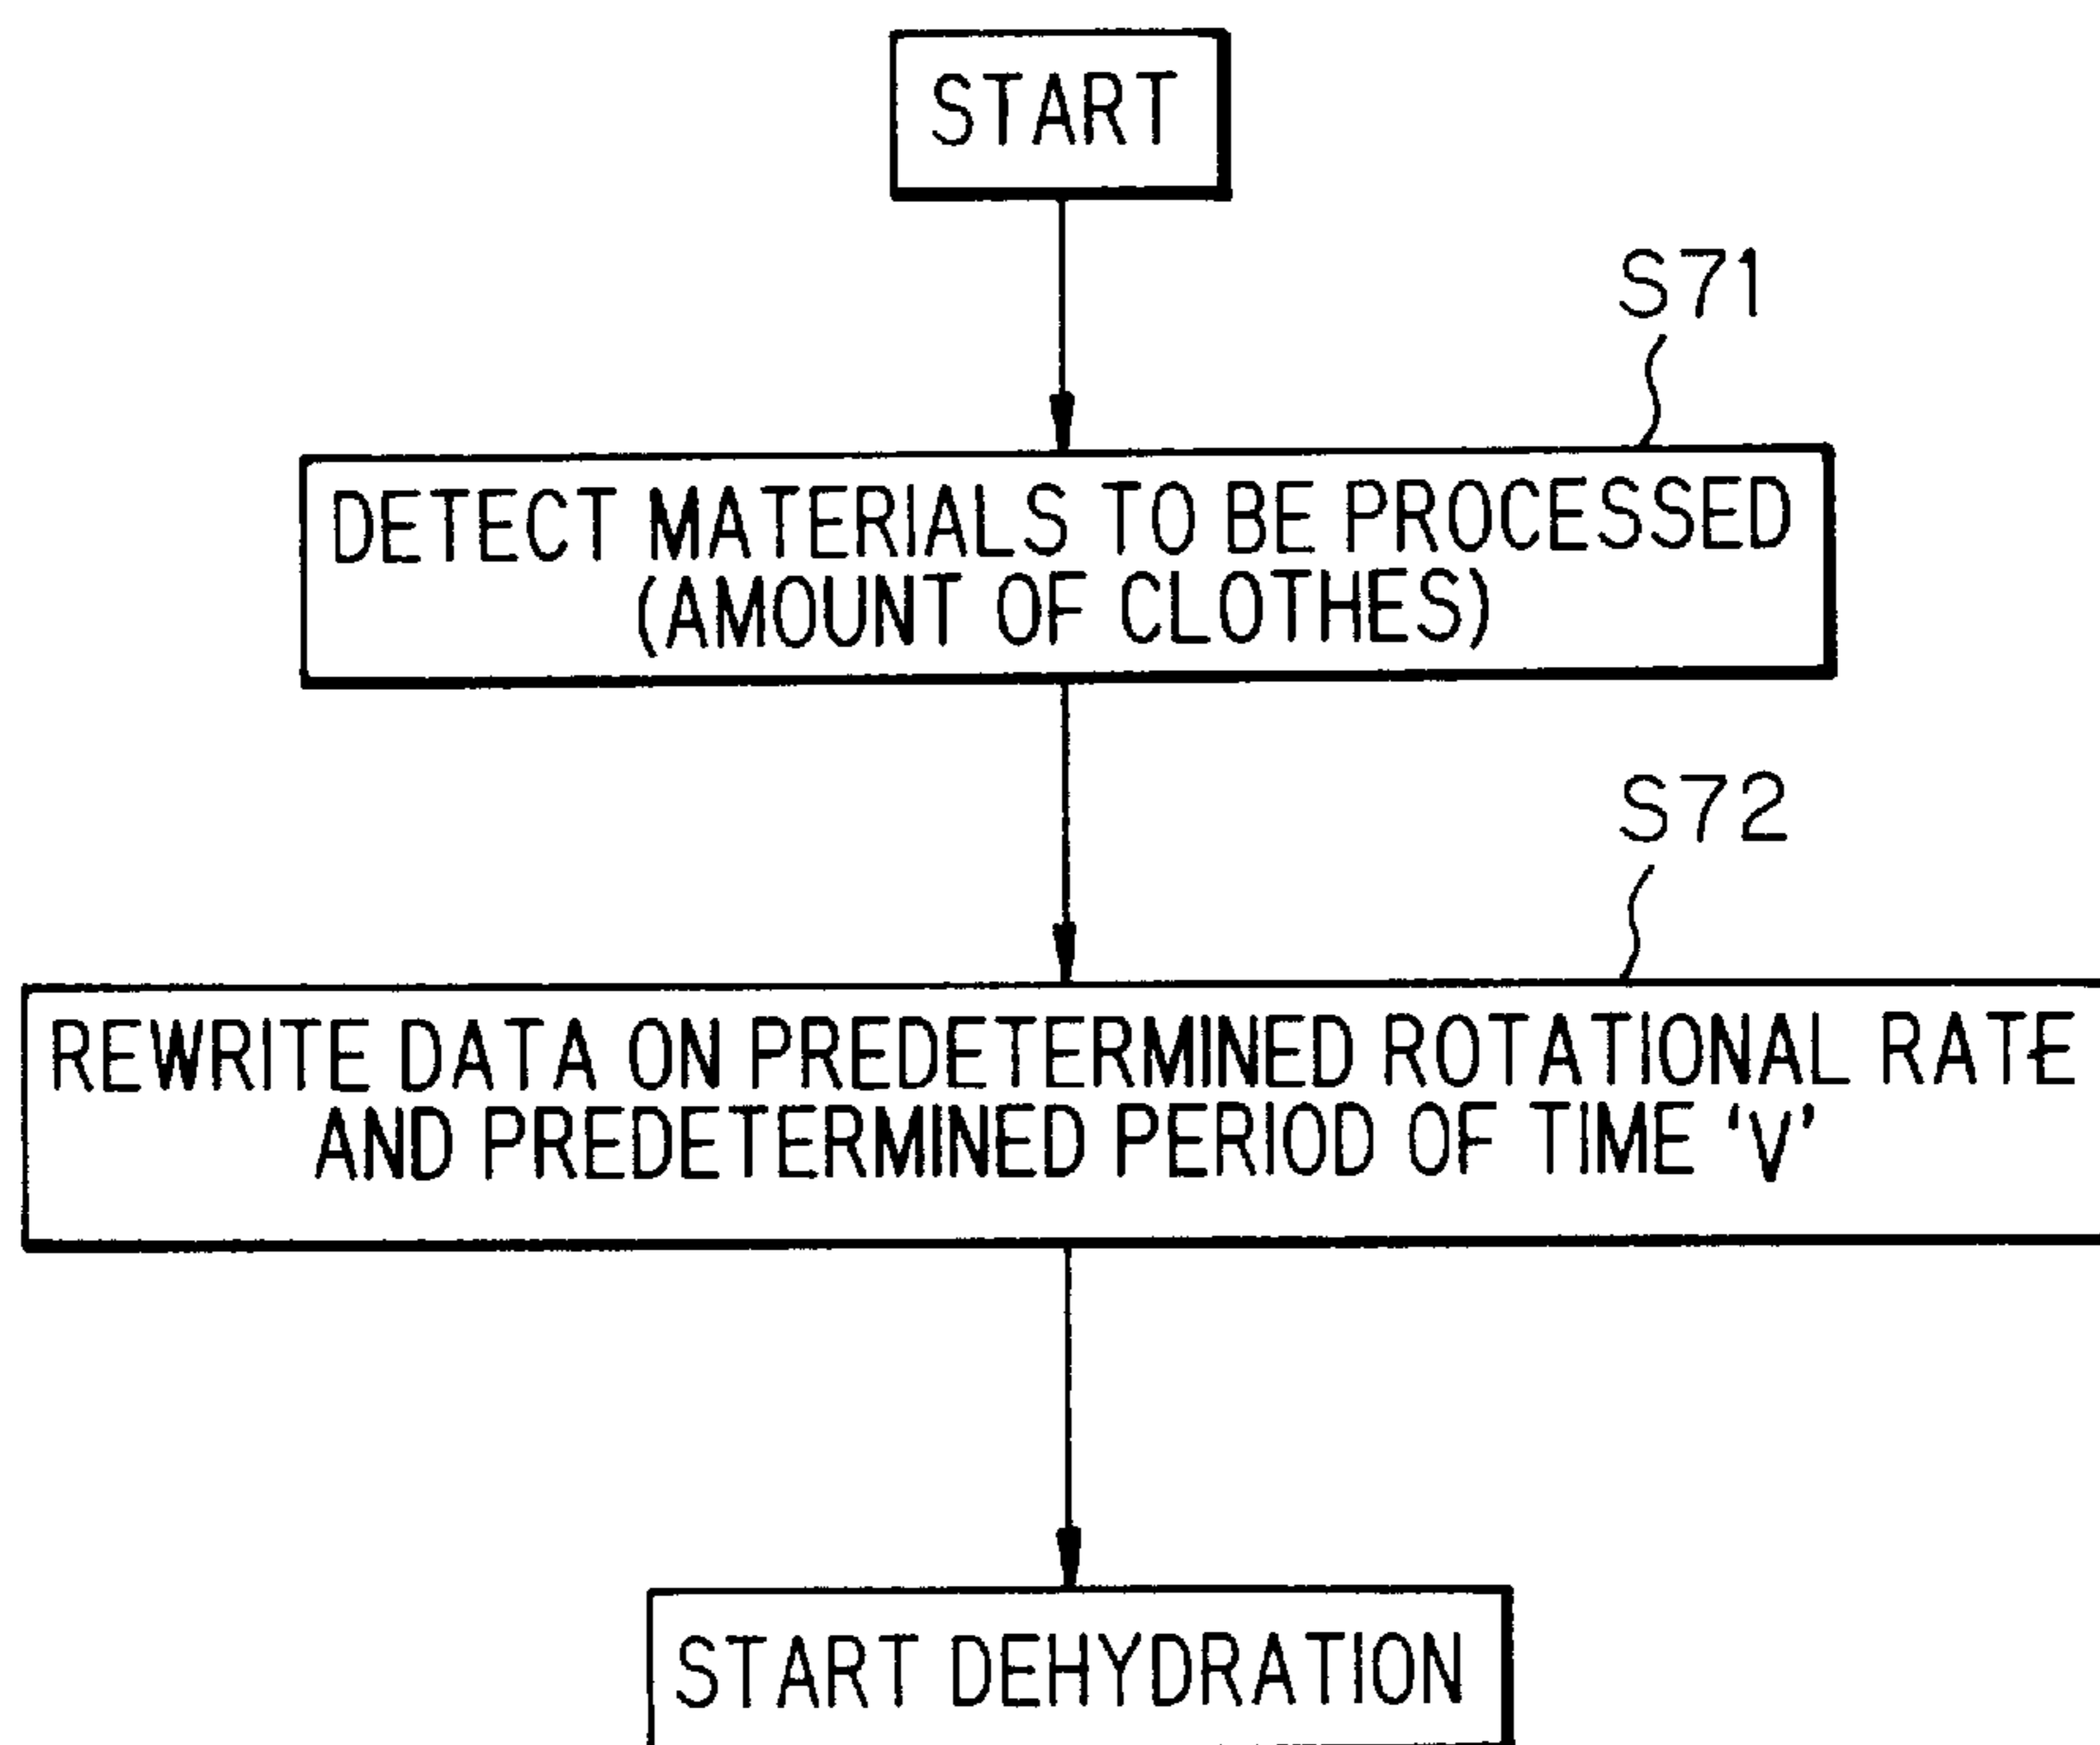 START
S71
DETECT MATERIALS TO BE PROCESSED
(AMOUNT OF CLOTHES)
S72
REWRITE DATA ON PREDETERMINED ROTATIONAL RATE
AND PREDETERMINED PERIOD OF TIME ‘V’
START DEHYDRATION